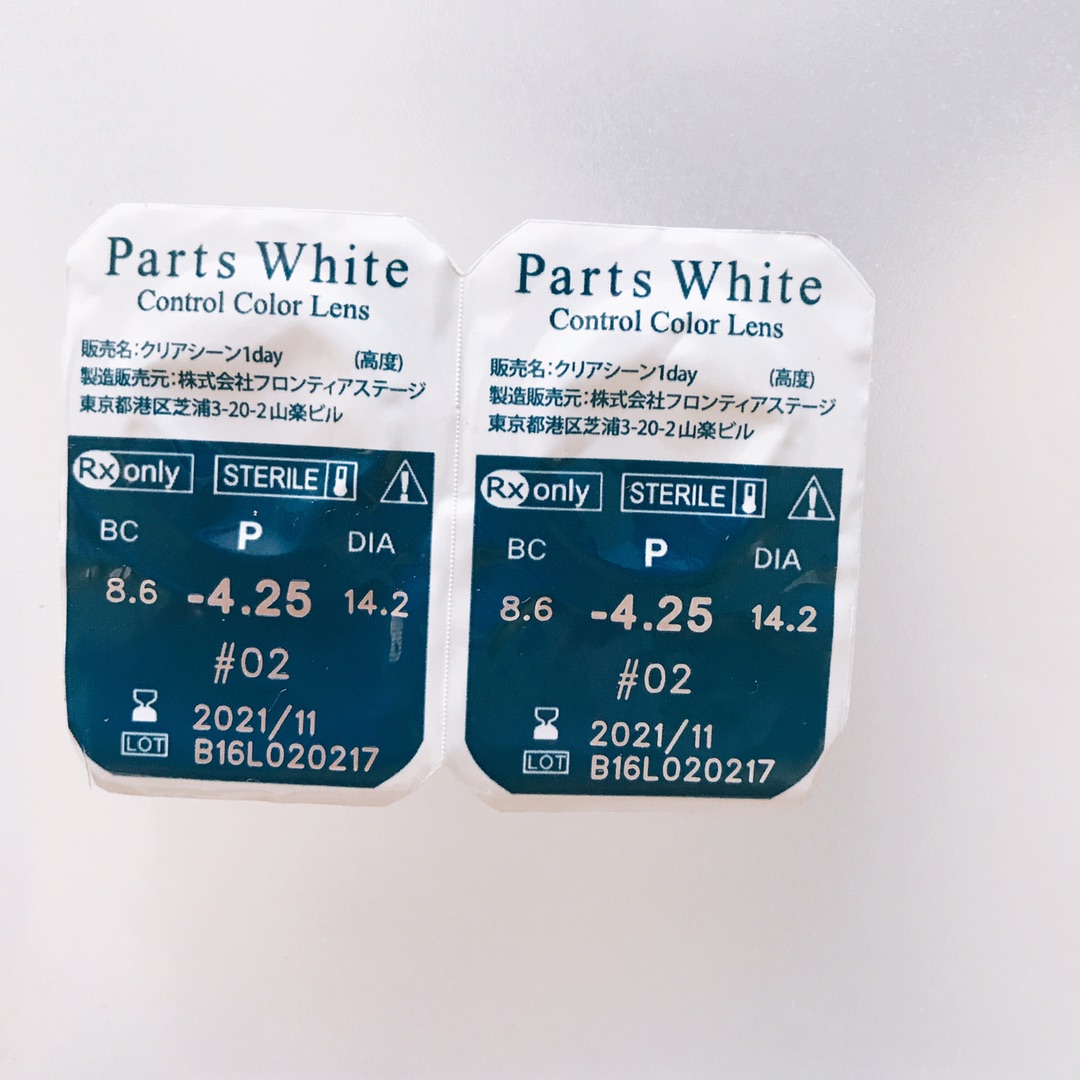 Parts White
Control Color Lens
販売名:クリアシーン1day (高度)
製造販売元:株式会社フロンティアステージ
東京都港区芝浦3-20-2山楽ビル
Rx only STERILE
BC P DIA
8.6 -4.25 14.2
#02
2021/11
LOT B16L020217
Parts White
Control Color Lens
販売名:クリアシーン1day (高度)
製造販売元:株式会社フロンティアステージ
東京都港区芝浦3-20-2山楽ビル
Rx only STERILE
BC P DIA
8.6 -4.25 14.2
#02
2021/11
LOT B16L020217